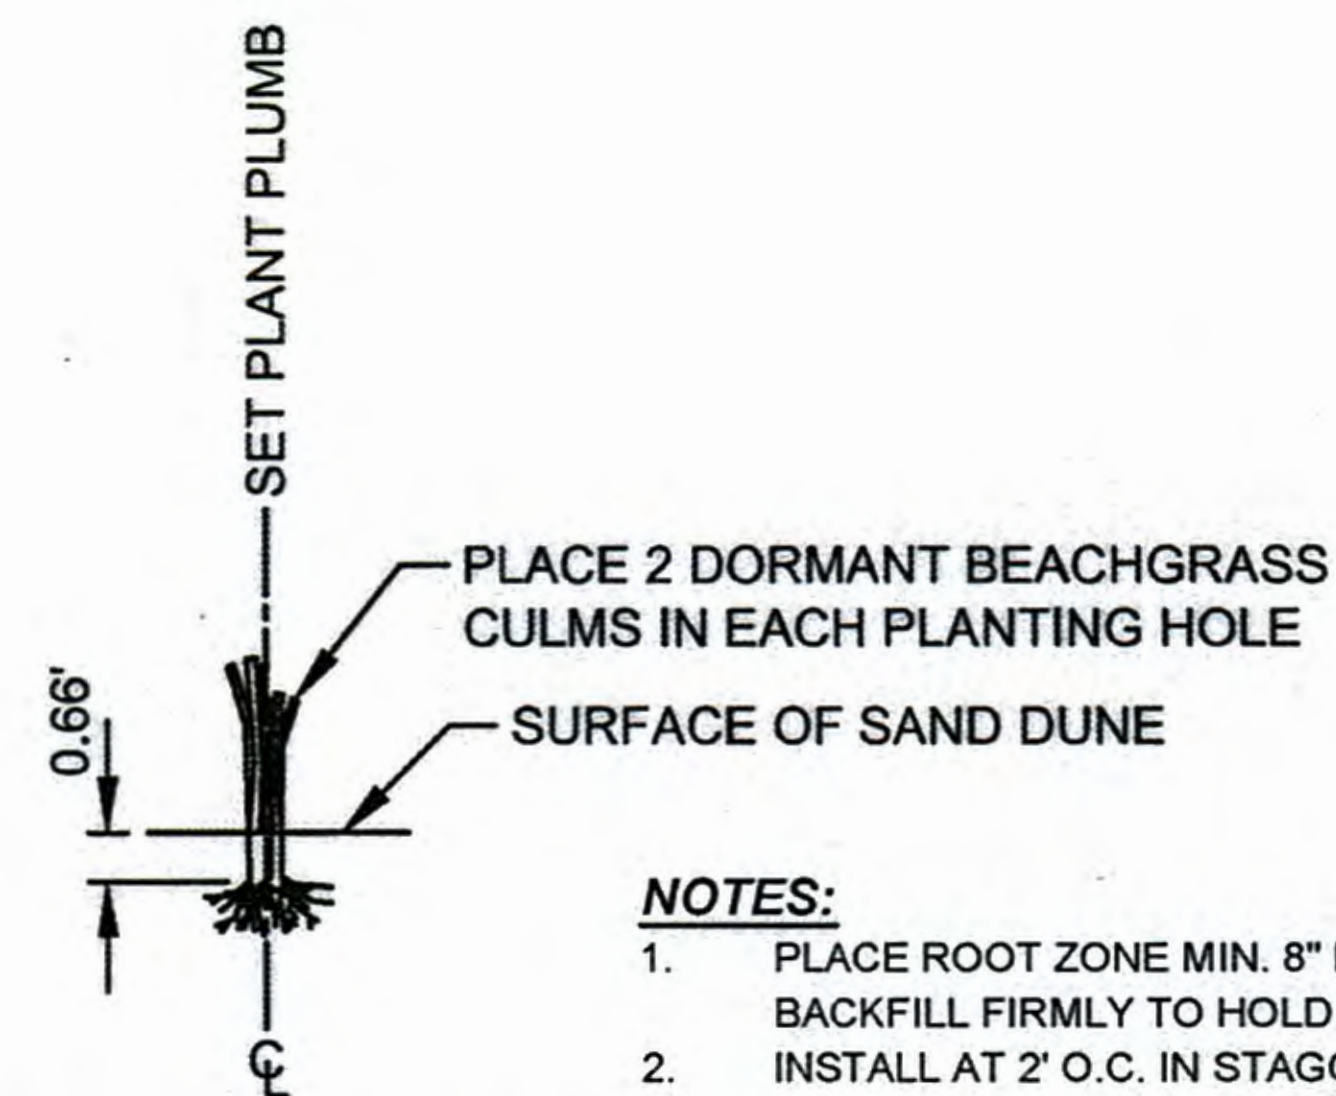 SET PLANT PLUMB
PLACE 2 DORMANT BEACHGRASS
CULMS IN EACH PLANTING HOLE
0.66'
SURFACE OF SAND DUNE
NOTES:
1. PLACE ROOT ZONE MIN. 8"
BACKFILL FIRMLY TO HOLD
2. INSTALL AT 2' O.C. IN
℄